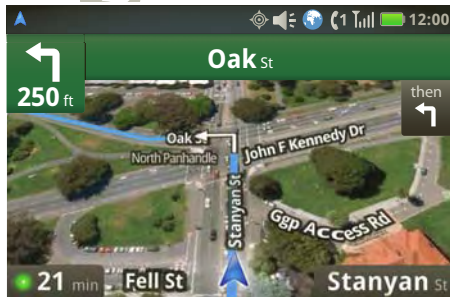 12:00
Oak St
250 ft
then
Oak St
North Panhandle
John F Kennedy Dr
Stanyan St
Ggp Access Rd
21 min
Fell St
Stanyan St